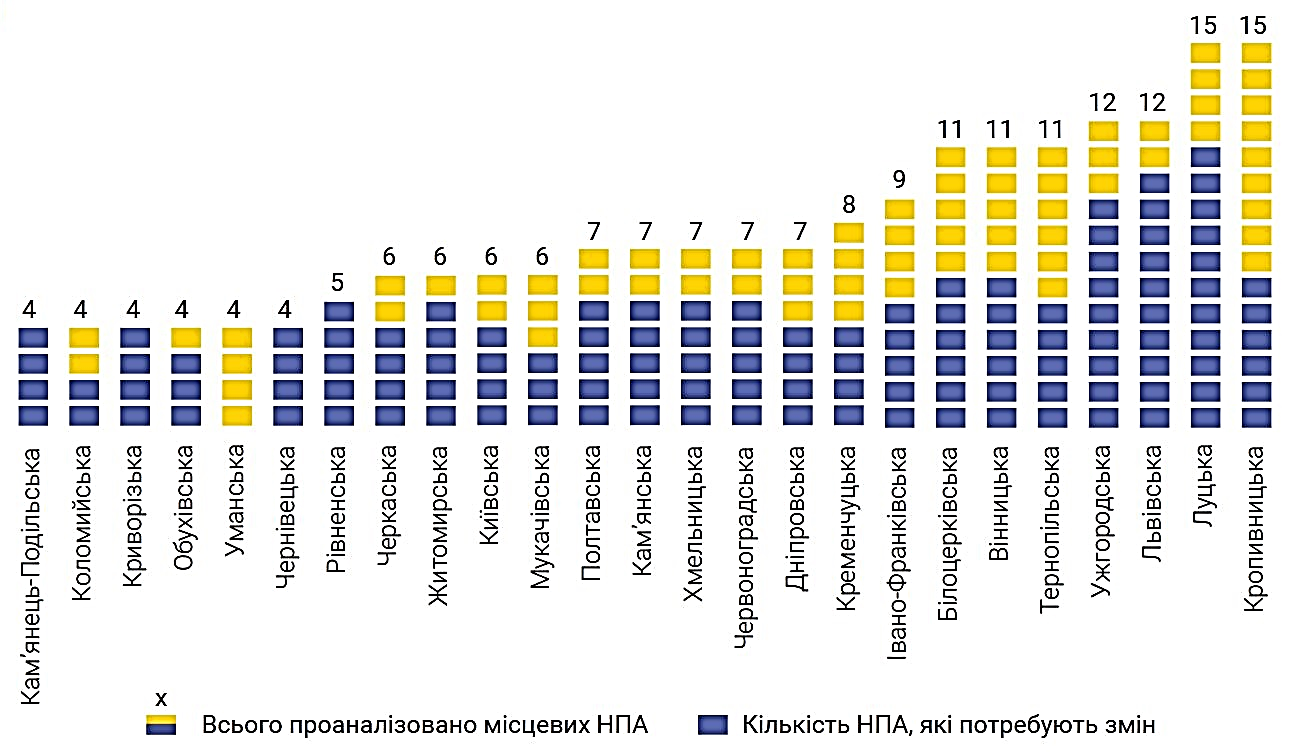 4 4 4 4 4 4 5 6 6 6 6 7 7 7 7 7 8 9 11 11 11 12 12 15 15
Кам’янець-Подільська
Коломийська
Криворізька
Обухівська
Уманська
Чернівецька
Рівненська
Черкаська
Житомирська
Київська
Мукачівська
Полтавська
Кам’янська
Хмельницька
Червоноградська
Дніпровська
Кременчуцька
Івано-Франківська
Білоцерківська
Вінницька
Тернопільська
Ужгородська
Львівська
Луцька
Кропивницька
x
Всього проаналізовано місцевих НПА
Кількість НПА, які потребують змін